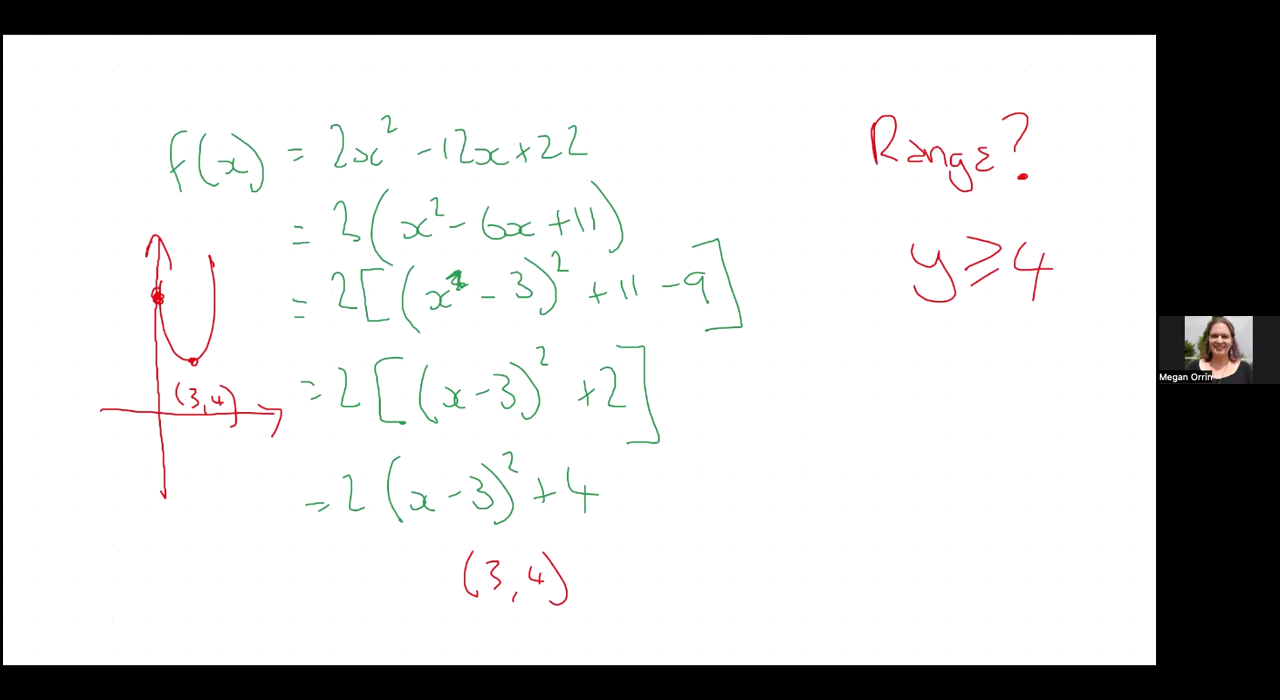 f(x) = 2x² - 12x + 22
= 2(x² - 6x + 11)
= 2[(x - 3)² + 11 - 9]
= 2[(x - 3)² + 2]
= 2(x - 3)² + 4
(3, 4)
(3, 4)
Range?
y ≥ 4
Megan Orrin